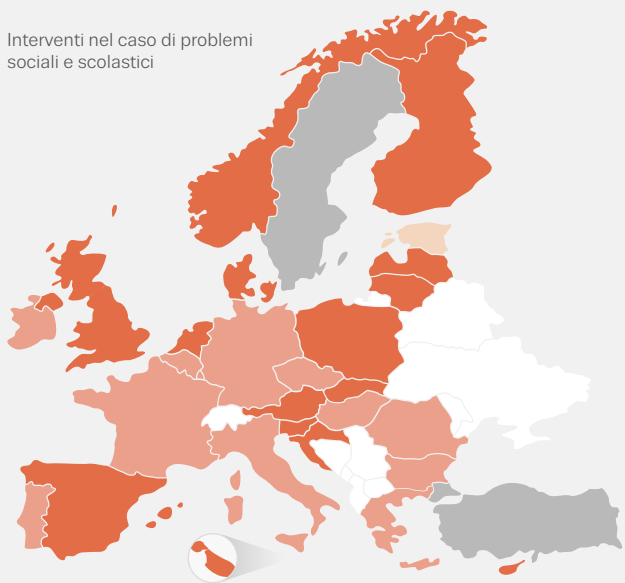 Interventi nel caso di problemi
sociali e scolastici